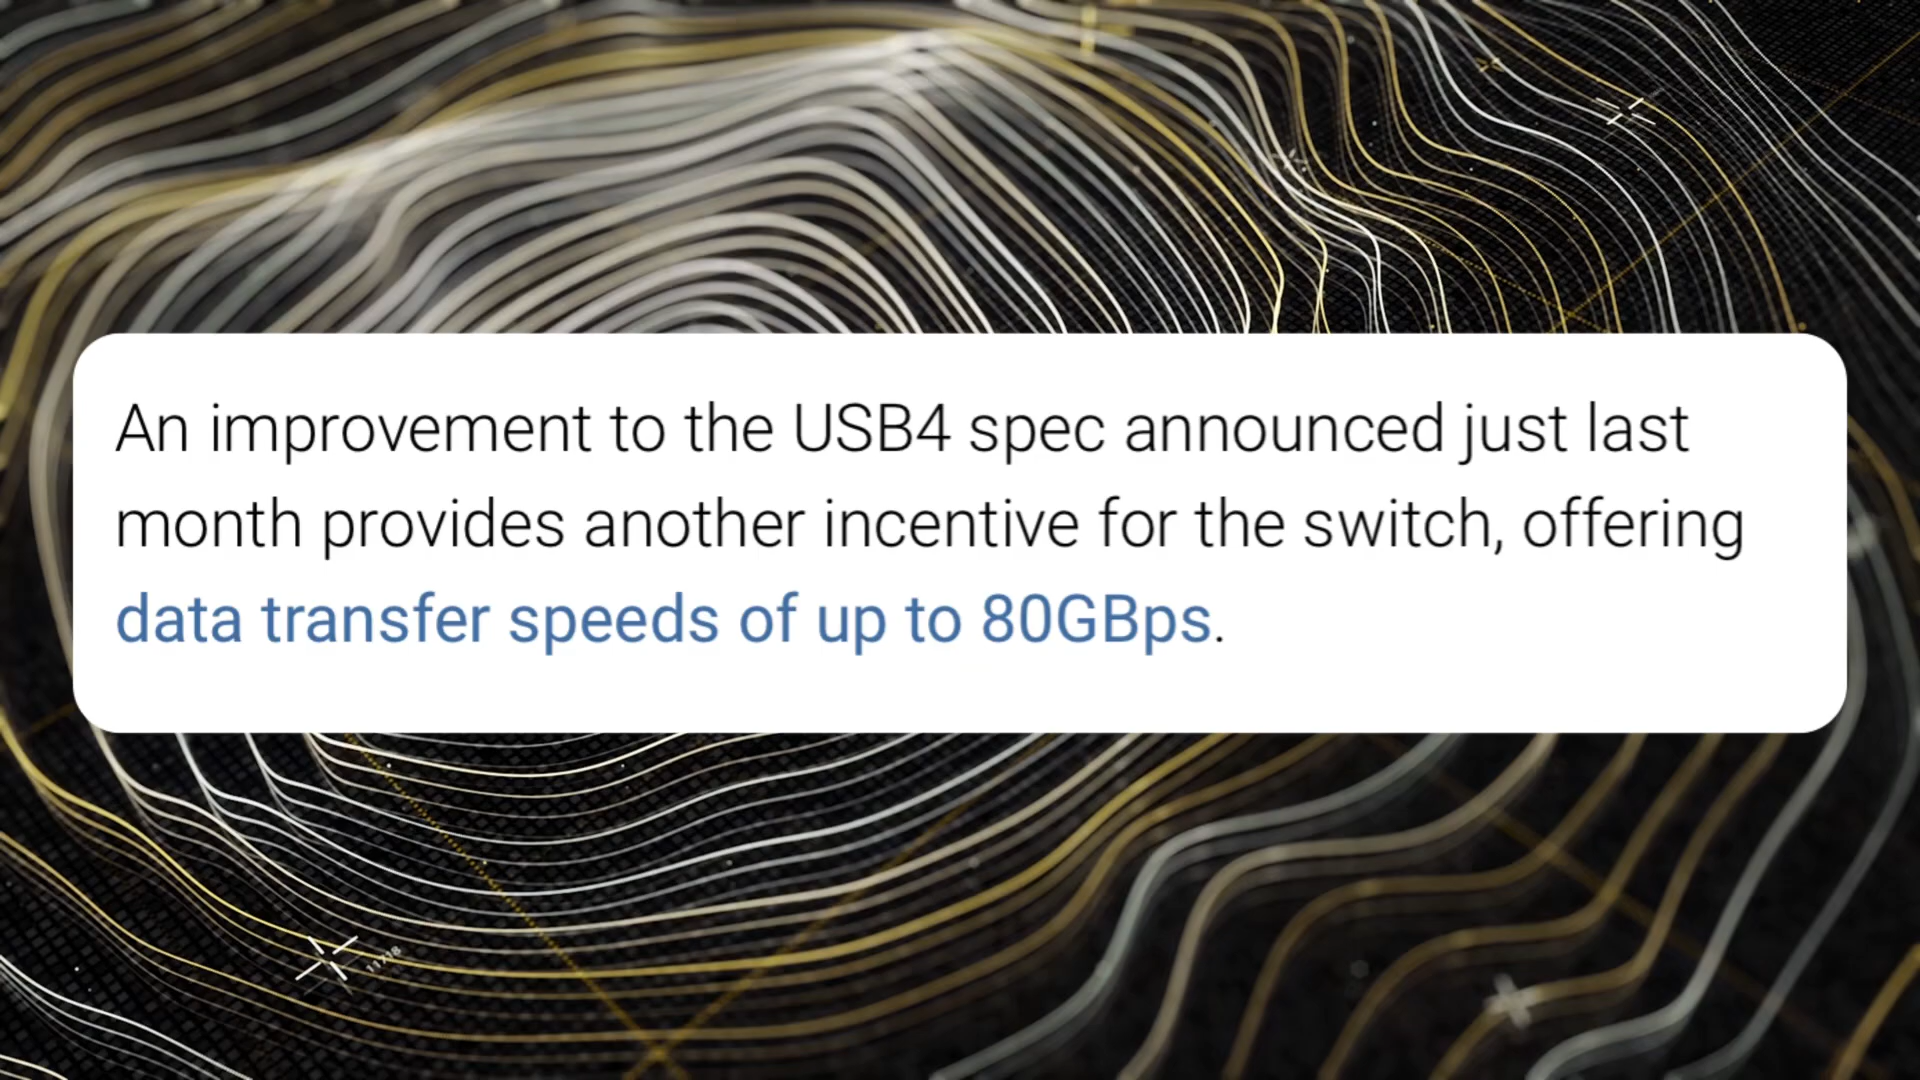 An improvement to the USB4 spec announced just last
month provides another incentive for the switch, offering
data transfer speeds of up to 80GBps.
11718